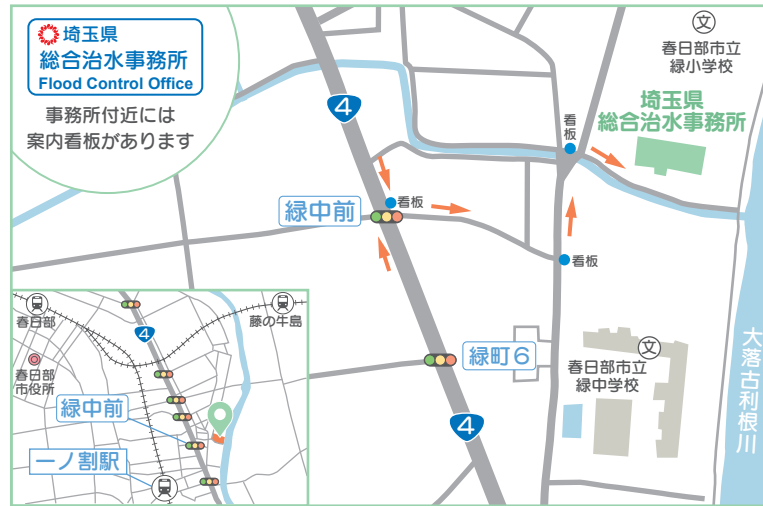 埼玉県
総合治水事務所
Flood Control Office
事務所付近には
案内看板があります
4
文
春日部市立
緑小学校
埼玉県
総合治水事務所
看板
看板
緑中前
看板
緑町6
4
文
春日部市立
緑中学校
大落古利根川
春日部
4
藤の牛島
春日部
市役所
緑中前
一ノ割駅